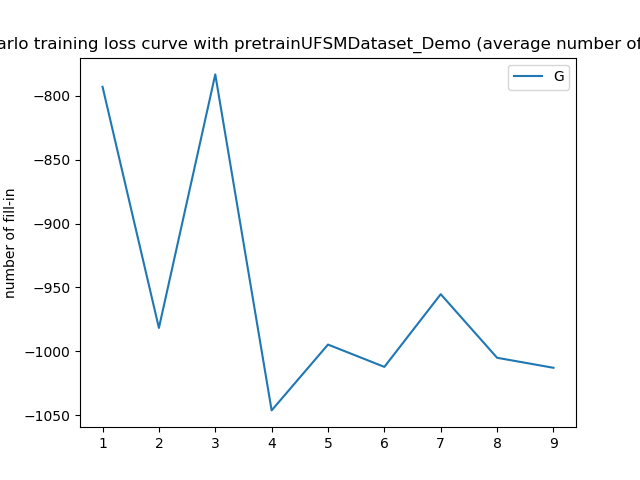 arlo training loss curve with pretrainUFSMDataset_Demo (average number of
G
number of fill-in
−800
−850
−900
−950
−1000
−1050
1 2 3 4 5 6 7 8 9